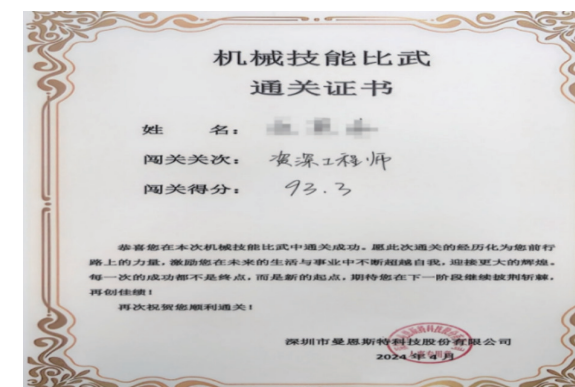 机械技能比武
通关证书
姓 名：
闯关关次：资深工程师
闯关得分：93.3
恭喜您在本次机械技能比武中通关成功。愿此次通关的经历化为您前行
路上的力量，激励您在未来的生活与事业中不断超越自我，迎接更大的辉煌。
每一次的成功都不是终点，而是新的起点，期待您在下一阶段继续披荆斩棘，
再创佳绩！
再次祝贺您顺利通关！
深圳市曼恩斯特科技股份有限公司
2024年4月